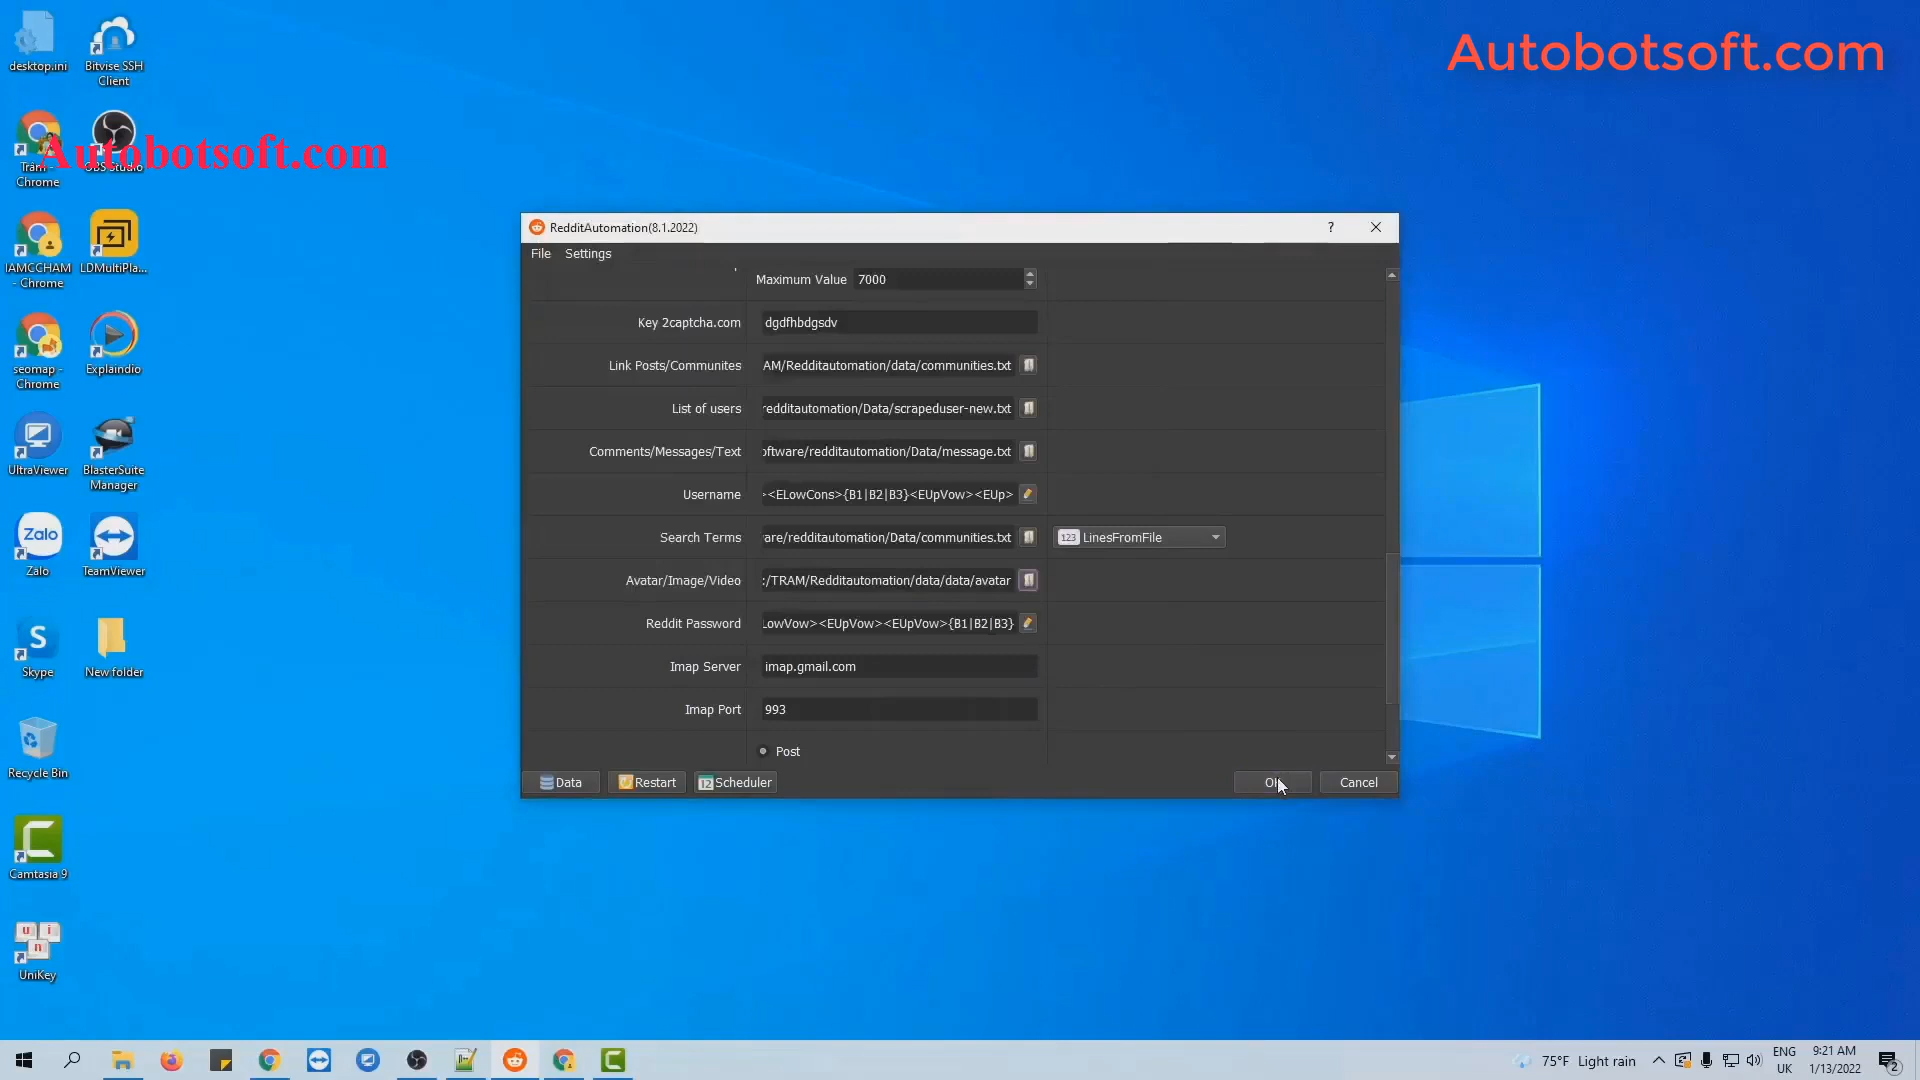 Autobotsoft.com
desktop.ini
Bitvise SSH
Client
Autobotsoft.com
Trâm -
Chrome
OBS Studio
IAMCCHAM
- Chrome
LDMultiPla...
seomap -
Chrome
Explaindio
UltraViewer
BlasterSuite
Manager
Zalo
Zalo
TeamViewer
Skype
New folder
Recycle Bin
Camtasia 9
UniKey
RedditAutomation(8.1.2022)
?
File
Settings
Maximum Value 7000
Key 2captcha.com dgdfhbdgsdv
Link Posts/Communites AM/Redditautomation/data/communities.txt
List of users redditautomation/Data/scrapeduser-new.txt
Comments/Messages/Text oftware/redditautomation/Data/message.txt
Username ><ELowCons>{B1|B2|B3}<EUpVow><EUp>
Search Terms are/redditautomation/Data/communities.txt 123 LinesFromFile
Avatar/Image/Video :/TRAM/Redditautomation/data/data/avatar
Reddit Password LowVow><EUpVow><EUpVow>{B1|B2|B3}
Imap Server imap.gmail.com
Imap Port 993
Post
Data
Restart
12 Scheduler
OK
Cancel
75°F Light rain
ENG
UK
9:21 AM
1/13/2022
2